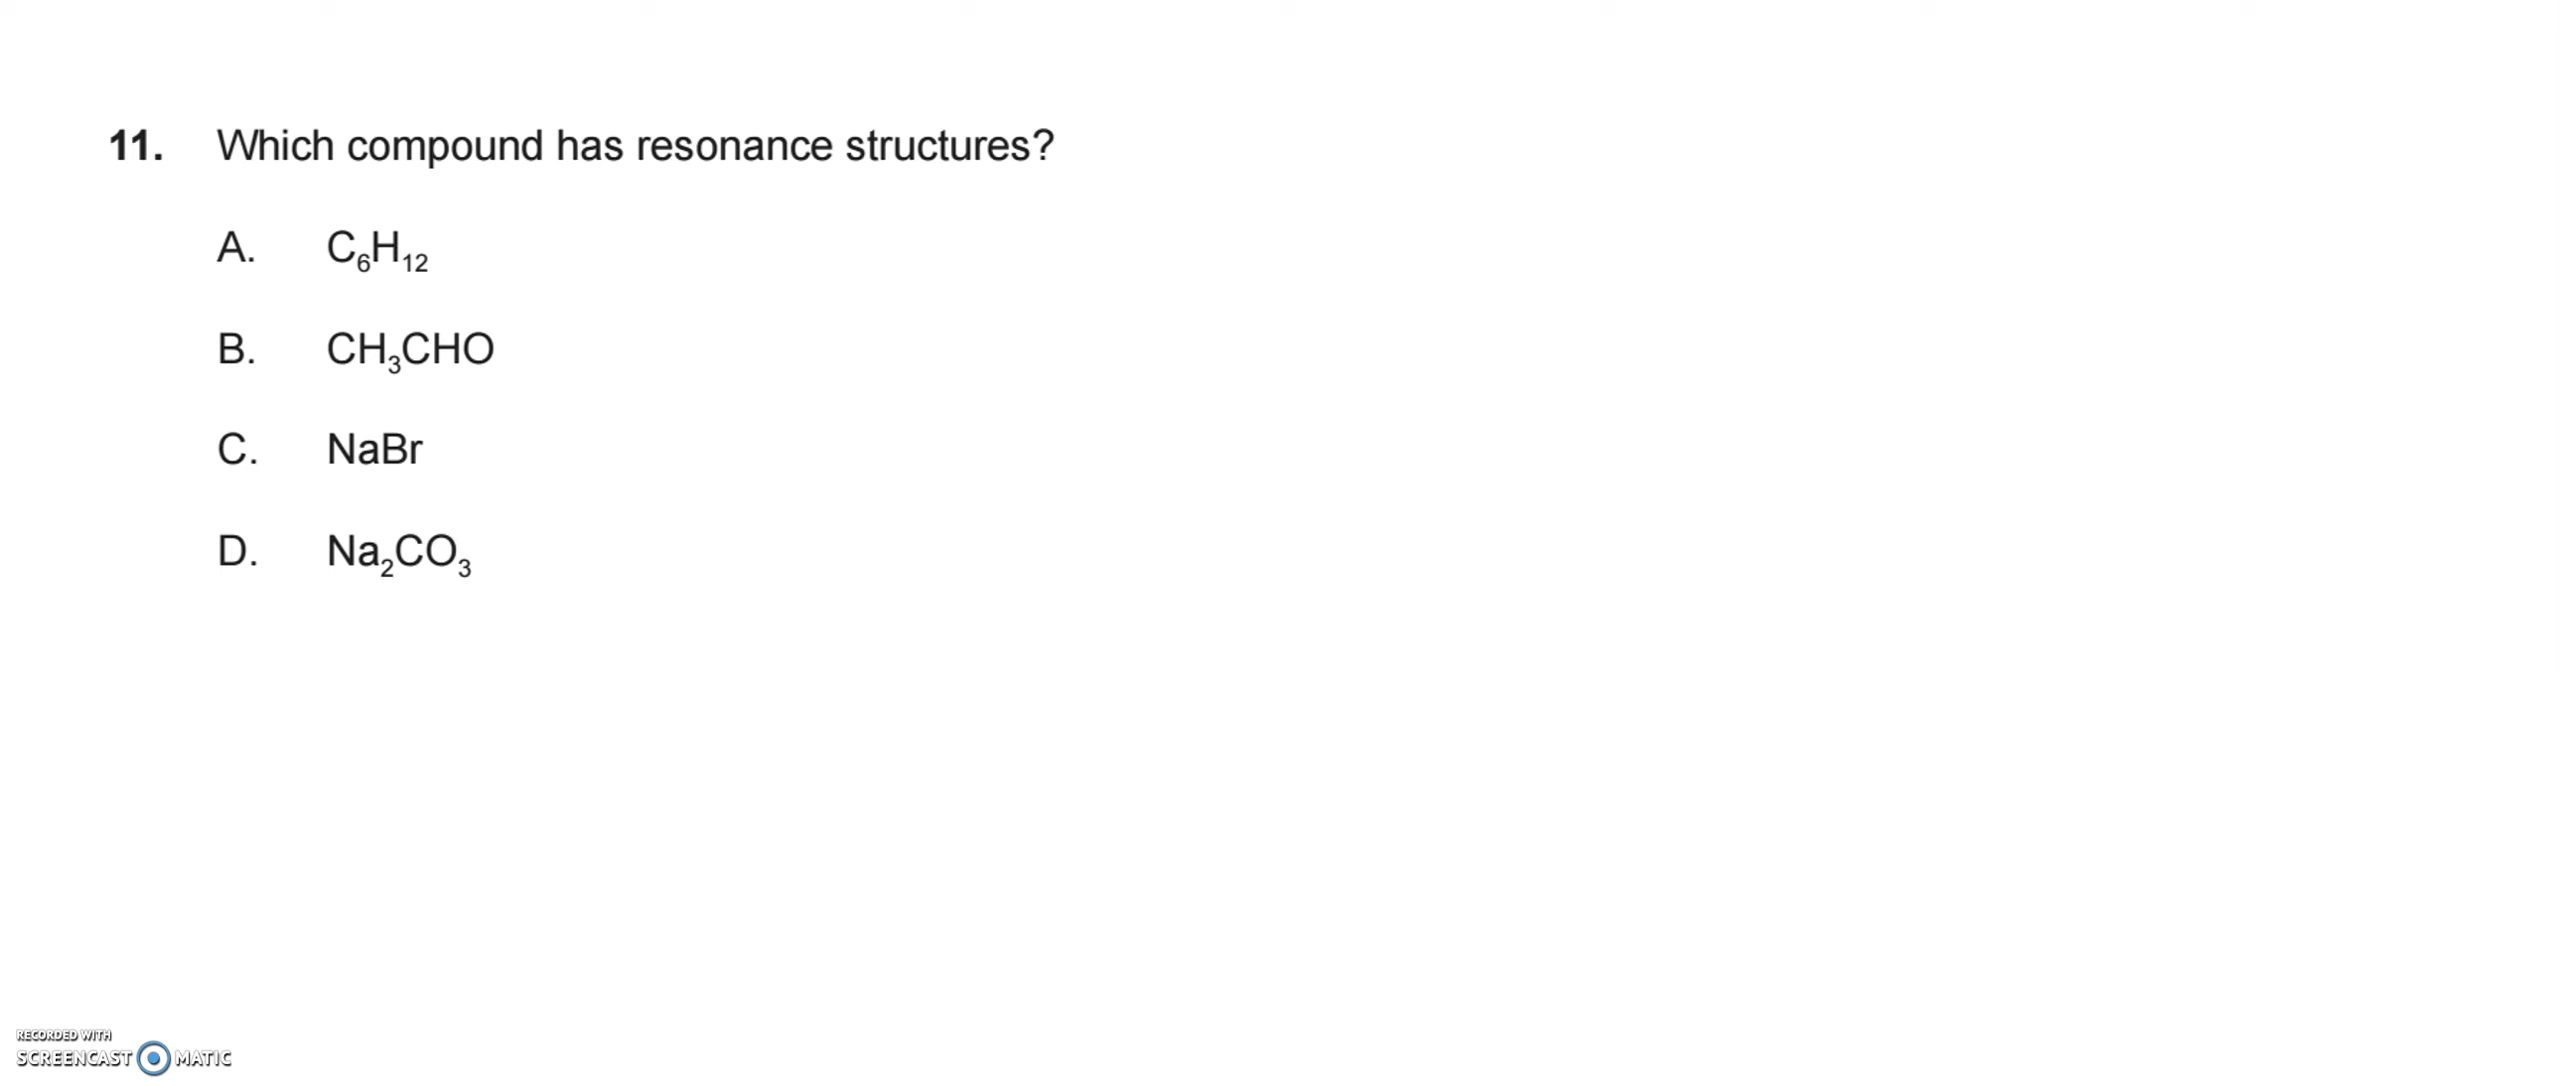 11. Which compound has resonance structures?
A. C₆H₁₂
B. CH₃CHO
C. NaBr
D. Na₂CO₃
RECORDED WITH
SCREENCAST MATIC